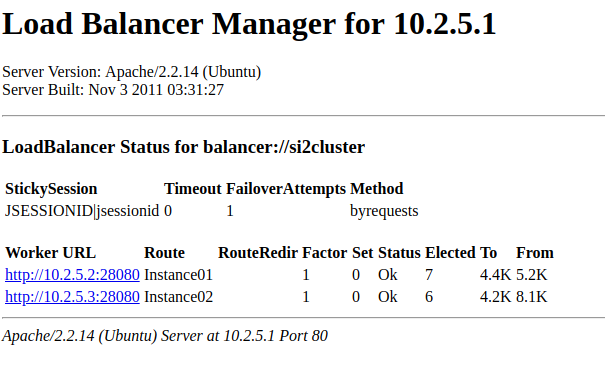 Load Balancer Manager for 10.2.5.1
Server Version: Apache/2.2.14 (Ubuntu)
Server Built: Nov 3 2011 03:31:27
LoadBalancer Status for balancer://si2cluster
StickySession Timeout FailoverAttempts Method
JSESSIONID|jsessionid 0 1 byrequests
Worker URL Route RouteRedir Factor Set Status Elected To From
http://10.2.5.2:28080 Instance01 1 0 Ok 7 4.4K 5.2K
http://10.2.5.3:28080 Instance02 1 0 Ok 6 4.2K 8.1K
Apache/2.2.14 (Ubuntu) Server at 10.2.5.1 Port 80